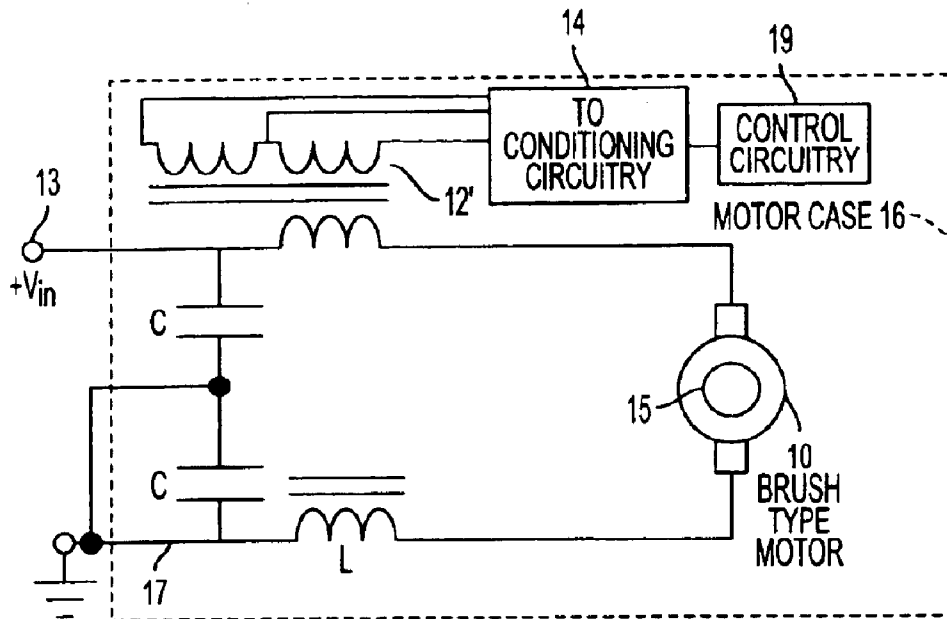 14
19
TO
CONDITIONING
CIRCUITRY
CONTROL
CIRCUITRY
12'
13
MOTOR CASE 16
+Vin
C
15
10
BRUSH
TYPE
MOTOR
C
17
L